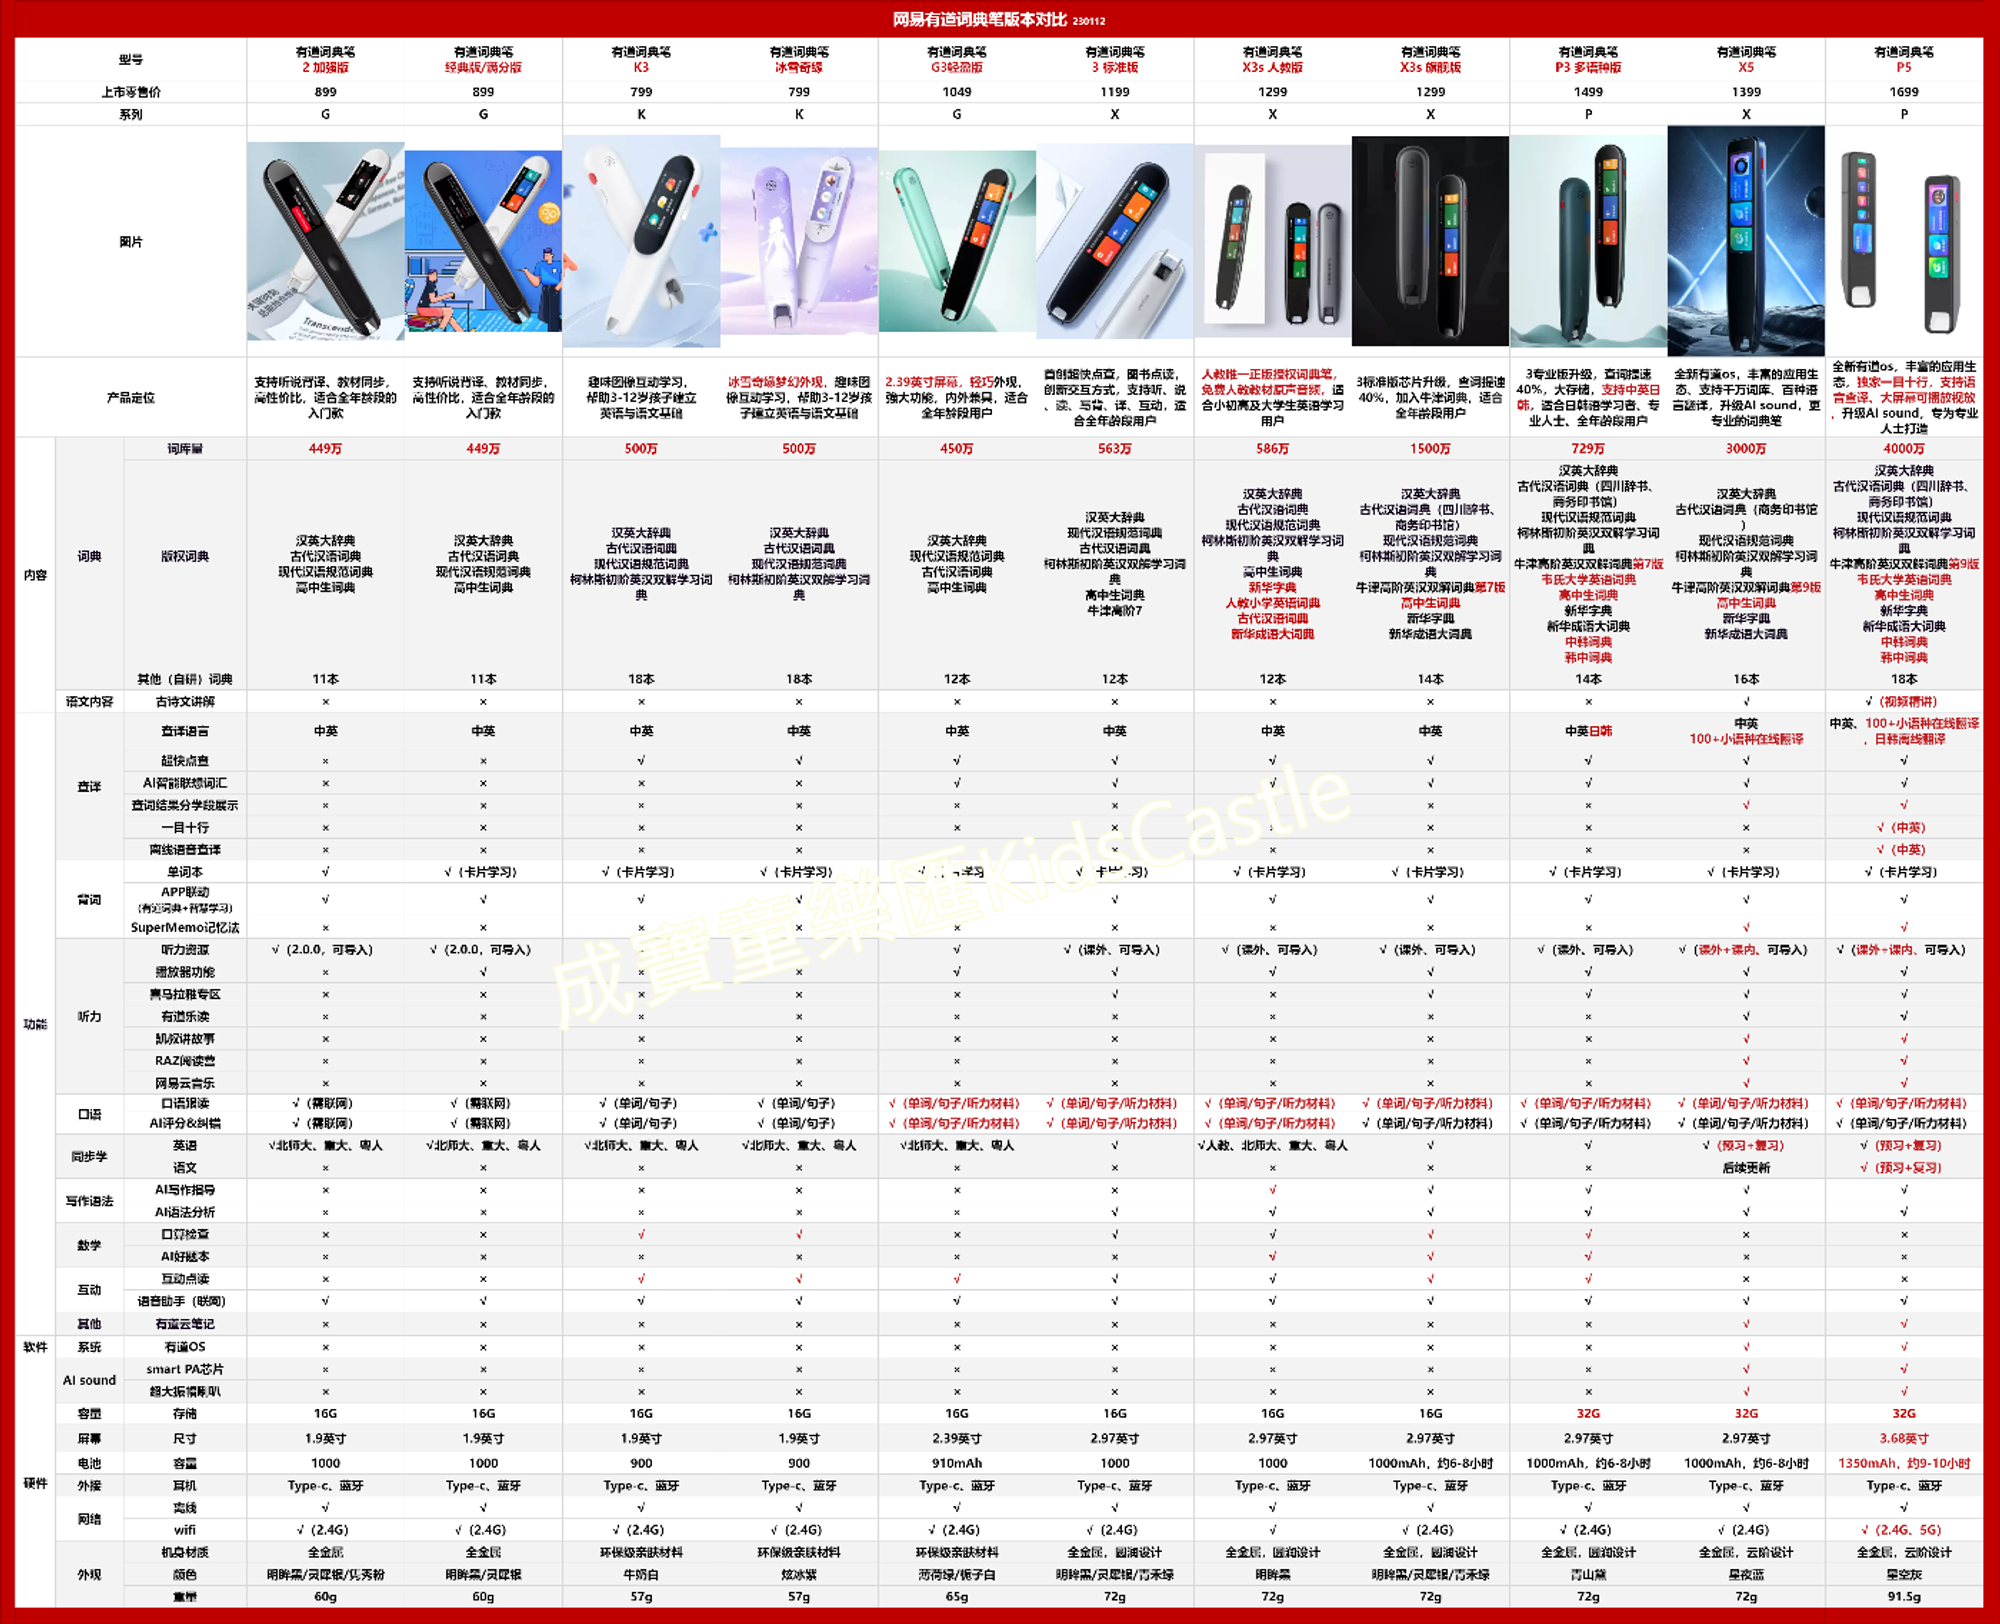 网易有道词典笔版本对比 230112
型号 有道词典笔 2 加强版 有道词典笔 经典版/满分版 有道词典笔 K3 有道词典笔 冰雪奇缘 有道词典笔 G3轻盈版 有道词典笔 3 标准版 有道词典笔 X3s 人教版 有道词典笔 X3s 旗舰版 有道词典笔 P3 多语种版 有道词典笔 X5 有道词典笔 P5
上市零售价 899 899 799 799 1049 1199 1299 1299 1499 1399 1699
系列 G G K K G X X X P X P
图片
产品定位
支持听说背译、教材同步，高性价比，适合全年龄段的入门款
支持听说背译、教材同步，高性价比，适合全年龄段的入门款
趣味图像互动学习，帮助3-12岁孩子建立英语与语文基础
冰雪奇缘梦幻外观，趣味图像互动学习，帮助3-12岁孩子建立英语与语文基础
2.39英寸屏幕，轻巧外观，强大功能，内外兼具，适合全年龄段用户
首创超快点查，图书点读，创新交互方式，支持听、说、读、写背、译、互动，适合全年龄段用户
人教唯一正版授权词典笔，免费人教教材原声音频，适合小初高及大学生英语学习用户
3标准版芯片升级，查词提速40%，加入牛津词典，适合全年龄段用户
3专业版升级，查词提速40%，大存储，支持中英日韩，适合日韩语学习者、专业人士、全年龄段用户
全新有道os，丰富的应用生态，支持千万词库、百种语言翻译，升级AI sound，更专业的词典笔
全新有道os，丰富的应用生态，独家一目十行，支持语音查译、大屏幕可播放视放，升级AI sound，专为专业人士打造
内容 词典 词库量 449万 449万 500万 500万 450万 563万 586万 1500万 729万 3000万 4000万
版权词典
汉英大辞典 古代汉语词典 现代汉语规范词典 高中生词典
汉英大辞典 古代汉语词典 现代汉语规范词典 高中生词典
汉英大辞典 古代汉语词典 现代汉语规范词典 柯林斯初阶英汉双解学习词典
汉英大辞典 古代汉语词典 现代汉语规范词典 柯林斯初阶英汉双解学习词典
汉英大辞典 现代汉语规范词典 古代汉语词典 高中生词典
汉英大辞典 现代汉语规范词典 古代汉语词典 柯林斯初阶英汉双解学习词典 高中生词典 牛津高阶7
汉英大辞典 古代汉语词典 现代汉语规范词典 柯林斯初阶英汉双解学习词典 高中生词典 新华字典 人教小学英语词典 古代汉语词典 新华成语大词典
汉英大辞典 古代汉语词典（四川辞书、商务印书馆） 现代汉语规范词典 柯林斯初阶英汉双解学习词典 牛津高阶英汉双解词典第7版 高中生词典 新华字典 新华成语大词典
汉英大辞典 古代汉语词典（四川辞书、商务印书馆） 现代汉语规范词典 柯林斯初阶英汉双解学习词典 牛津高阶英汉双解词典第7版 韦氏大学英语词典 高中生词典 新华字典 新华成语大词典 中韩词典 韩中词典
汉英大辞典 古代汉语词典（商务印书馆） 现代汉语规范词典 柯林斯初阶英汉双解学习词典 牛津高阶英汉双解词典第9版 高中生词典 新华字典 新华成语大词典
汉英大辞典 古代汉语词典（四川辞书、商务印书馆） 现代汉语规范词典 柯林斯初阶英汉双解学习词典 牛津高阶英汉双解词典第9版 韦氏大学英语词典 高中生词典 新华字典 新华成语大词典 中韩词典 韩中词典
其他（自研）词典 11本 11本 18本 18本 12本 12本 12本 14本 14本 16本 18本
语文内容 古诗文讲解 × × × × × × × × × √ √（视频精讲）
功能 查译 查译语言 中英 中英 中英 中英 中英 中英 中英 中英 中英日韩 中英 100+小语种在线翻译 中英、100+小语种在线翻译，日韩离线翻译
超快点查 × × √ √ √ √ √ √ √ √ √
AI智能联想词汇 × × × × √ √ √ √ √ √ √
查词结果分学段展示 × × × × × × × × × √ √
一目十行 × × × × × × × × × × √（中英）
离线语音查译 × × × × × × × × × × √（中英）
背词 单词本 √ √（卡片学习） √（卡片学习） √（卡片学习） √（卡片学习） √（卡片学习） √（卡片学习） √（卡片学习） √（卡片学习） √（卡片学习）
APP联动 （有道词典+智慧学习） √ √ √ √ √ √ √ √ √ √
SuperMemo记忆法 × × × × × × × × × √ √
听力 听力资源 √（2.0.0，可导入） √（2.0.0，可导入） √ √（课外、可导入） √（课外、可导入） √（课外、可导入） √（课外、可导入） √（课外+课内、可导入） √（课外+课内、可导入）
播放器功能 × √ × × √ √ √ √ √ √ √
喜马拉雅专区 × × × × × √ × √ √ √ √
有道乐读 × × × × × × × × × √ √
凯叔讲故事 × × × × × × × × × √ √
RAZ阅读营 × × × × × × × × × √ √
网易云音乐 × × × × × × × × × √ √
口语 口语跟读 √（需联网） √（需联网） √（单词/句子） √（单词/句子） √（单词/句子/听力材料） √（单词/句子/听力材料） √（单词/句子/听力材料） √（单词/句子/听力材料） √（单词/句子/听力材料） √（单词/句子/听力材料） √（单词/句子/听力材料）
AI评分&纠错 √（需联网） √（需联网） √（单词/句子） √（单词/句子） √（单词/句子/听力材料） √（单词/句子/听力材料） √（单词/句子/听力材料） √（单词/句子/听力材料） √（单词/句子/听力材料） √（单词/句子/听力材料） √（单词/句子/听力材料）
同步学 英语 √北师大、重大、粤人 √北师大、重大、粤人 √北师大、重大、粤人 √北师大、重大、粤人 √北师大、重大、粤人 √ √人教、北师大、重大、粤人 √ √ √（预习+复习） √（预习+复习）
语文 × × × × × × × × × 后续更新 √（预习+复习）
写作语法 AI写作指导 × × × × × × √ √ √ √ √
AI语法分析 × × × × × √ √ √ √ √ √
数学 口算检查 × × √ √ × √ √ √ √ × ×
AI好题本 × × × × × × √ √ √ × ×
互动 互动点读 × × √ √ √ √ √ √ √ × ×
语音助手（联网） √ √ √ √ √ √ √ √ √ √ √
其他 有道云笔记 × × × × × × × × × √ √
软件 系统 有道OS × × × × × × × × × √ √
AI sound smart PA芯片 × × × × × × × × × √ √
超大振幅喇叭 × × × × × × × × × √ √
硬件 容量 存储 16G 16G 16G 16G 16G 16G 16G 16G 32G 32G 32G
屏幕 尺寸 1.9英寸 1.9英寸 1.9英寸 1.9英寸 2.39英寸 2.97英寸 2.97英寸 2.97英寸 2.97英寸 2.97英寸 3.68英寸
电池 容量 1000 1000 900 900 910mAh 1000 1000 1000mAh，约6-8小时 1000mAh，约6-8小时 1000mAh，约6-8小时 1350mAh，约9-10小时
外接 耳机 Type-c、蓝牙 Type-c、蓝牙 Type-c、蓝牙 Type-c、蓝牙 Type-c、蓝牙 Type-c、蓝牙 Type-c、蓝牙 Type-c、蓝牙 Type-c、蓝牙 Type-c、蓝牙 Type-c、蓝牙
网络 离线 √ √ √ √ √ √ √ √ √ √ √
wifi √（2.4G） √（2.4G） √（2.4G） √（2.4G） √（2.4G） √（2.4G） √ √（2.4G） √（2.4G） √（2.4G） √（2.4G、5G）
外观 机身材质 全金属 全金属 环保级亲肤材料 环保级亲肤材料 环保级亲肤材料 全金属，圆润设计 全金属，圆润设计 全金属，圆润设计 全金属，圆润设计 全金属，云阶设计 全金属，云阶设计
颜色 明眸黑/灵犀银/隽秀粉 明眸黑/灵犀银 牛奶白 炫冰紫 薄荷绿/栀子白 明眸黑/灵犀银/青禾绿 明眸黑 明眸黑/灵犀银/青禾绿 青山黛 星夜蓝 星空灰
重量 60g 60g 57g 57g 65g 72g 72g 72g 72g 72g 91.5g
成寶童樂匯KidsCastle